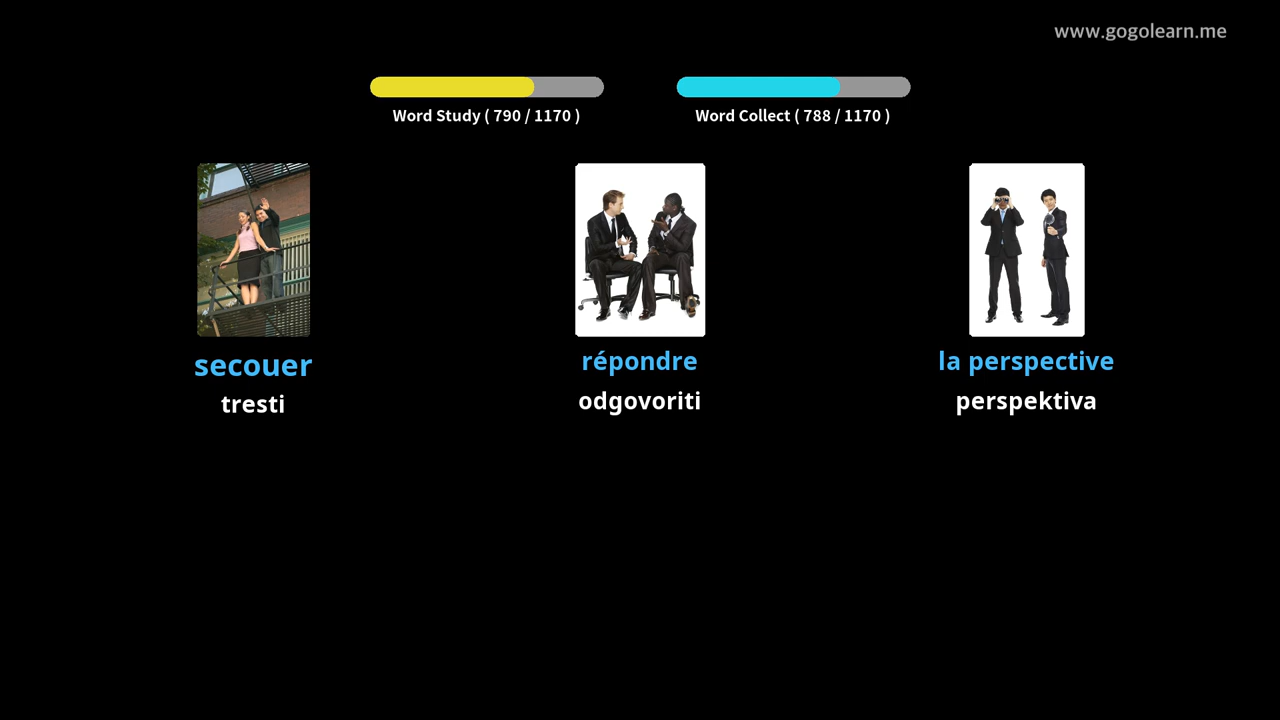 www.gogolearn.me
Word Study ( 790 / 1170 )
Word Collect ( 788 / 1170 )
secouer
tresti
répondre
odgovoriti
la perspective
perspektiva